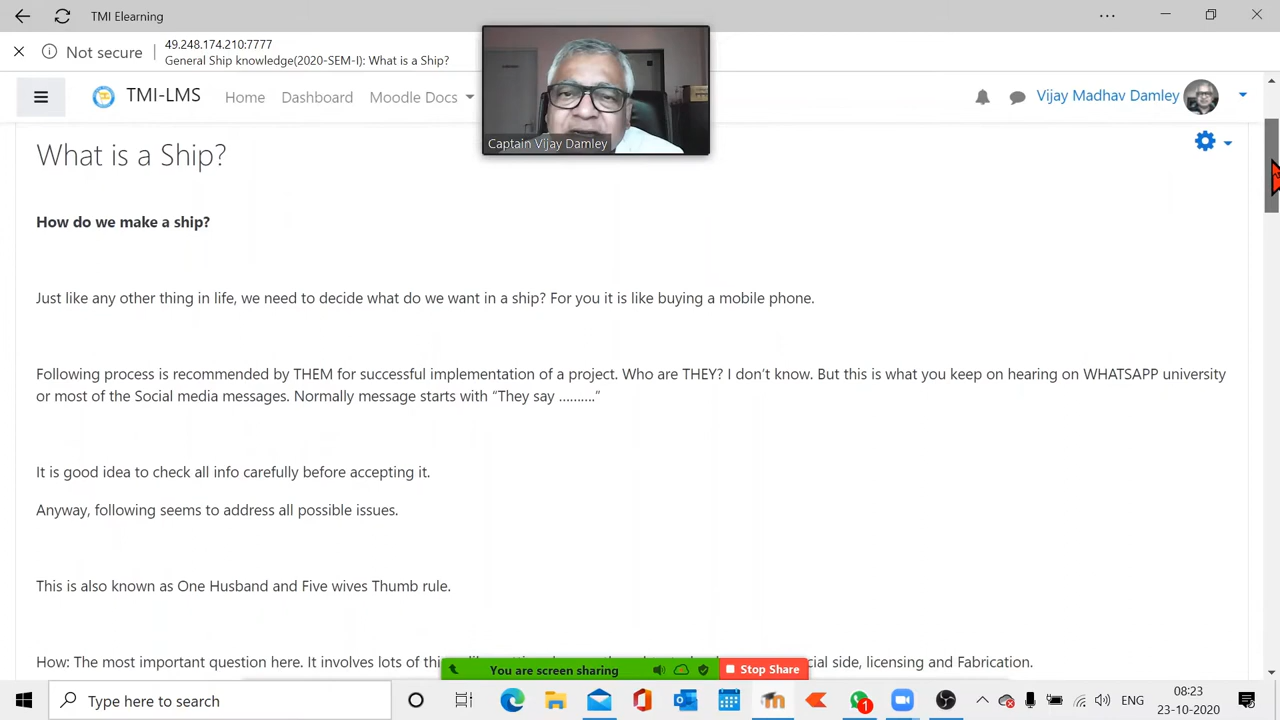 TMI Elearning
Not secure
49.248.174.210:7777
General Ship knowledge(2020-SEM-I): What is a Ship?
TMI-LMS
Home
Dashboard
Moodle Docs
Captain Vijay Damley
Vijay Madhav Damley
What is a Ship?
How do we make a ship?
Just like any other thing in life, we need to decide what do we want in a ship? For you it is like buying a mobile phone.
Following process is recommended by THEM for successful implementation of a project. Who are THEY? I don't know. But this is what you keep on hearing on WHATSAPP university
or most of the Social media messages. Normally message starts with “They say ..........”
It is good idea to check all info carefully before accepting it.
Anyway, following seems to address all possible issues.
This is also known as One Husband and Five wives Thumb rule.
How: The most important question here. It involves lots of side, licensing and Fabrication.
You are screen sharing
Stop Share
Type here to search
1
ENG
08:23
23-10-2020